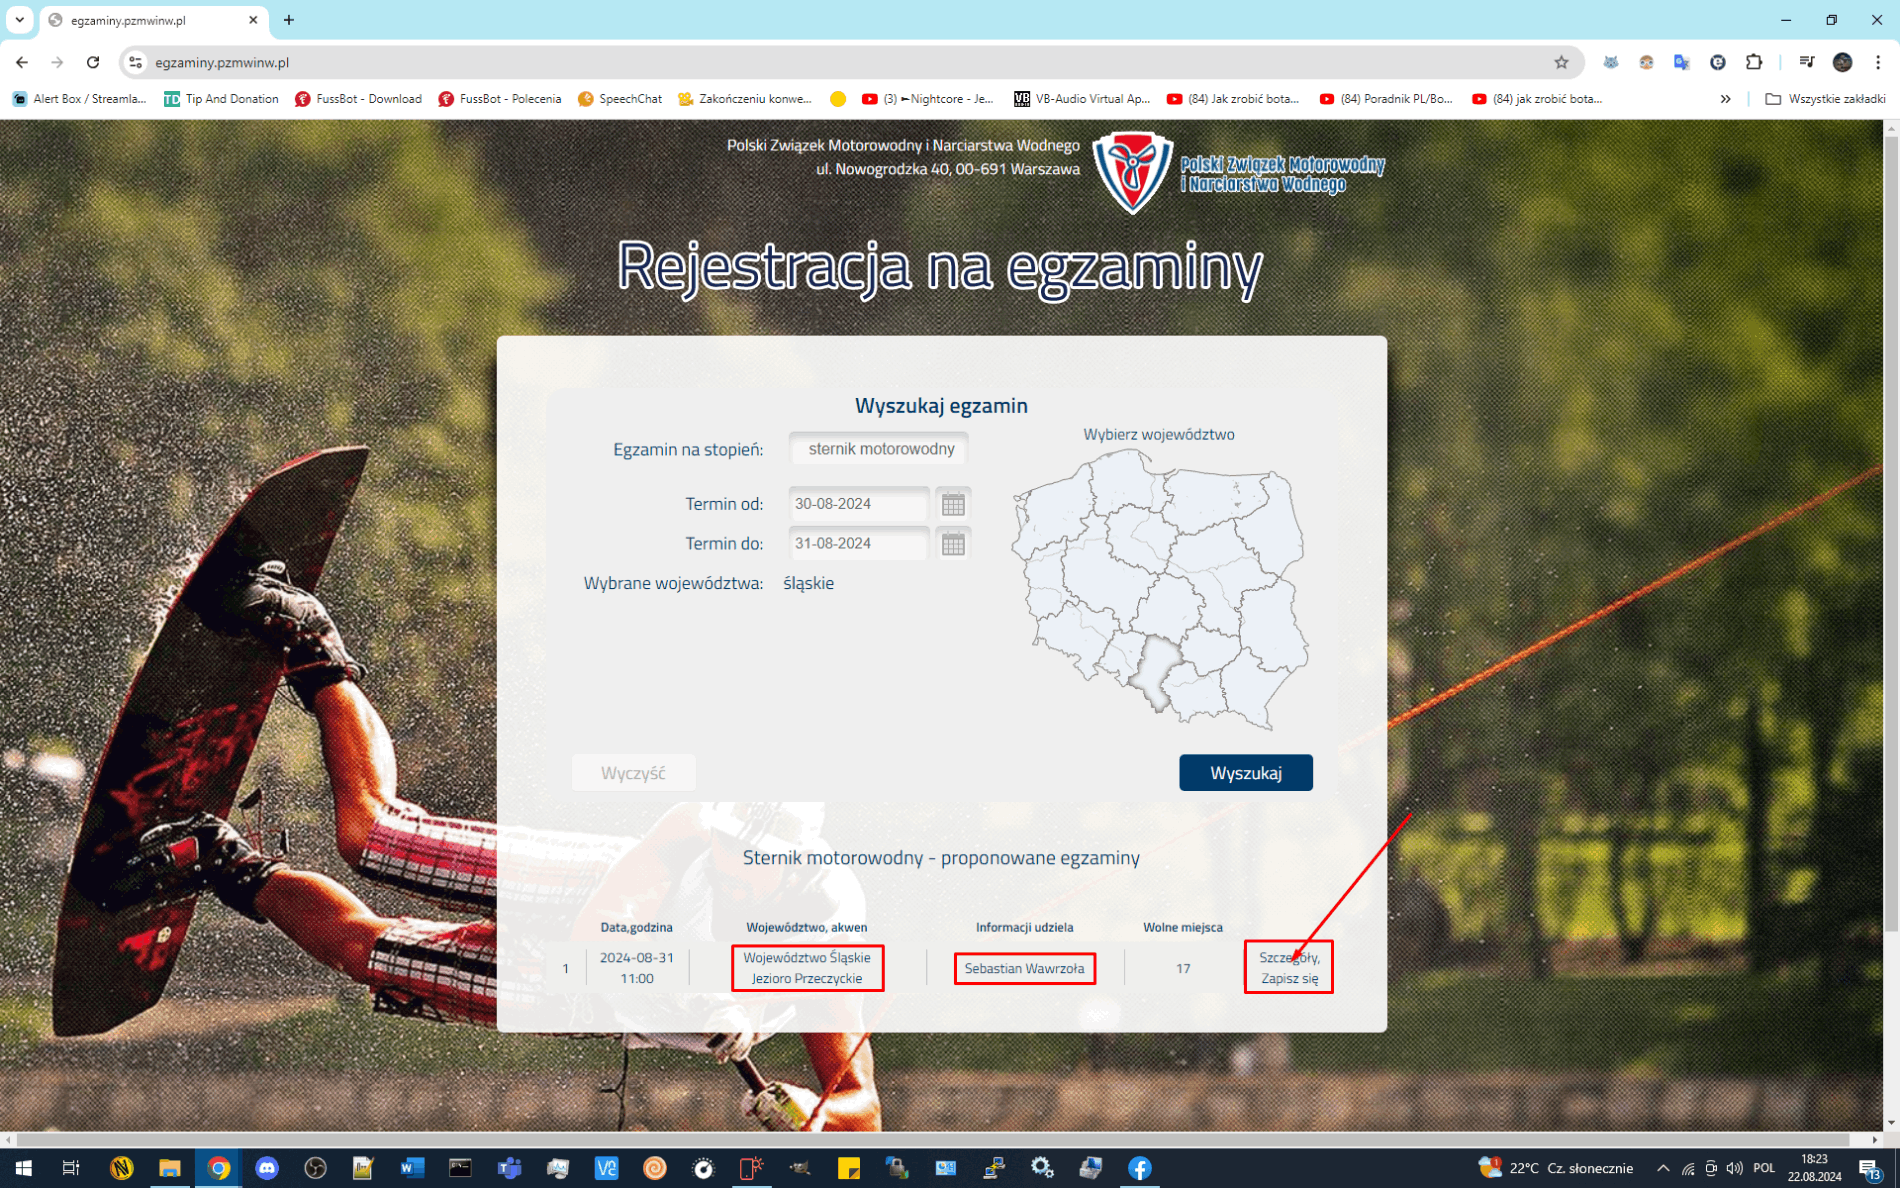 egzaminy.pzmwinw.pl
egzaminy.pzmwinw.pl
Alert Box / Streamla...
TD Tip And Donation
FussBot - Download
FussBot - Polecenia
SpeechChat
Zakończeniu konwe...
(3) ►Nightcore - Je...
VB VB-Audio Virtual Ap...
(84) Jak zrobić bota...
(84) Poradnik PL/Bo...
(84) jak zrobić bota...
Wszystkie zakładki
Polski Związek Motorowodny i Narciarstwa Wodnego
ul. Nowogrodzka 40, 00-691 Warszawa
Polski Związek Motorowodny
i Narciarstwa Wodnego
Rejestracja na egzaminy
Wyszukaj egzamin
Egzamin na stopień: sternik motorowodny
Wybierz województwo
Termin od: 30-08-2024
Termin do: 31-08-2024
Wybrane województwa: śląskie
Wyczyść
Wyszukaj
Sternik motorowodny - proponowane egzaminy
Data,godzina Województwo, akwen Informacji udziela Wolne miejsca
1
2024-08-31
11:00
Województwo Śląskie
Jezioro Przeczyckie
Sebastian Wawrzoła
17
Szczegóły,
Zapisz się
22°C Cz. słonecznie
POL
18:23
22.08.2024
13